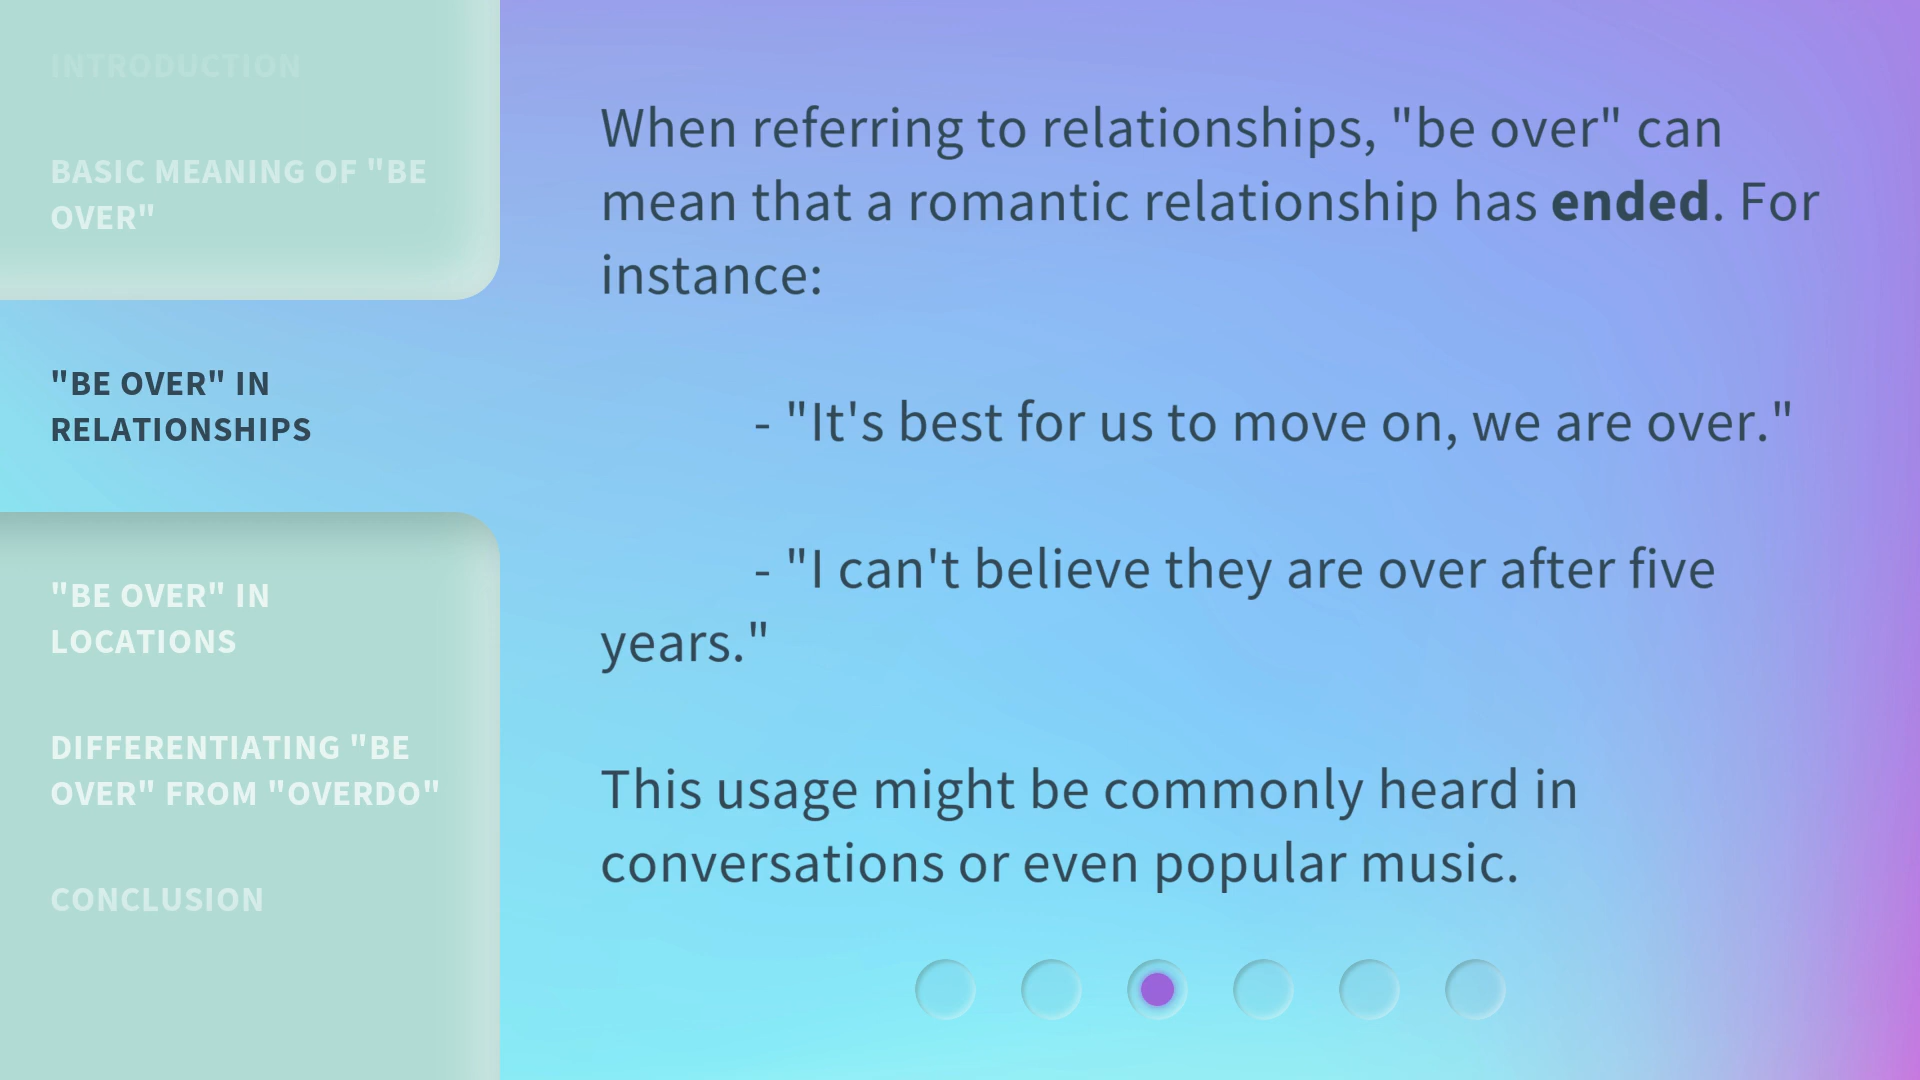 INTRODUCTION
BASIC MEANING OF "BE
OVER"
"BE OVER" IN
RELATIONSHIPS
"BE OVER" IN
LOCATIONS
DIFFERENTIATING "BE
OVER" FROM "OVERDO"
CONCLUSION
When referring to relationships, "be over" can
mean that a romantic relationship has ended. For
instance:
- "It's best for us to move on, we are over."
- "I can't believe they are over after five
years."
This usage might be commonly heard in
conversations or even popular music.